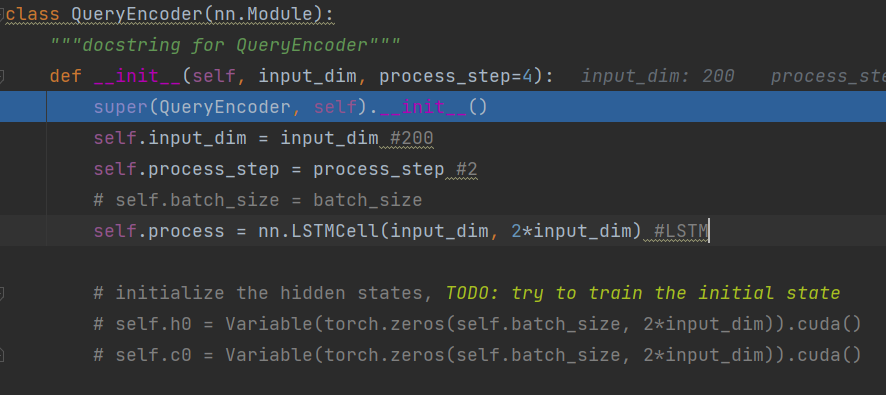 class QueryEncoder(nn.Module):
"""docstring for QueryEncoder"""
def __init__(self, input_dim, process_step=4): input_dim: 200 process_ste
super(QueryEncoder, self).__init__()
self.input_dim = input_dim #200
self.process_step = process_step #2
# self.batch_size = batch_size
self.process = nn.LSTMCell(input_dim, 2*input_dim) #LSTM
# initialize the hidden states, TODO: try to train the initial state
# self.h0 = Variable(torch.zeros(self.batch_size, 2*input_dim)).cuda()
# self.c0 = Variable(torch.zeros(self.batch_size, 2*input_dim)).cuda()